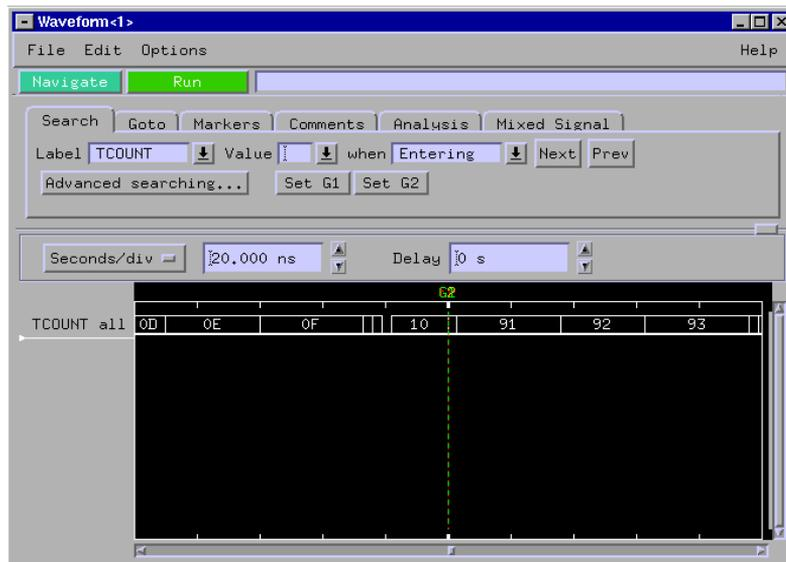 Waveform<1>
File Edit Options Help
Navigate Run
Search Goto Markers Comments Analysis Mixed Signal
Label TCOUNT Value when Entering Next Prev
Advanced searching... Set G1 Set G2
Seconds/div 20.000 ns Delay 0 s
G2
TCOUNT all 0D 0E 0F 10 91 92 93